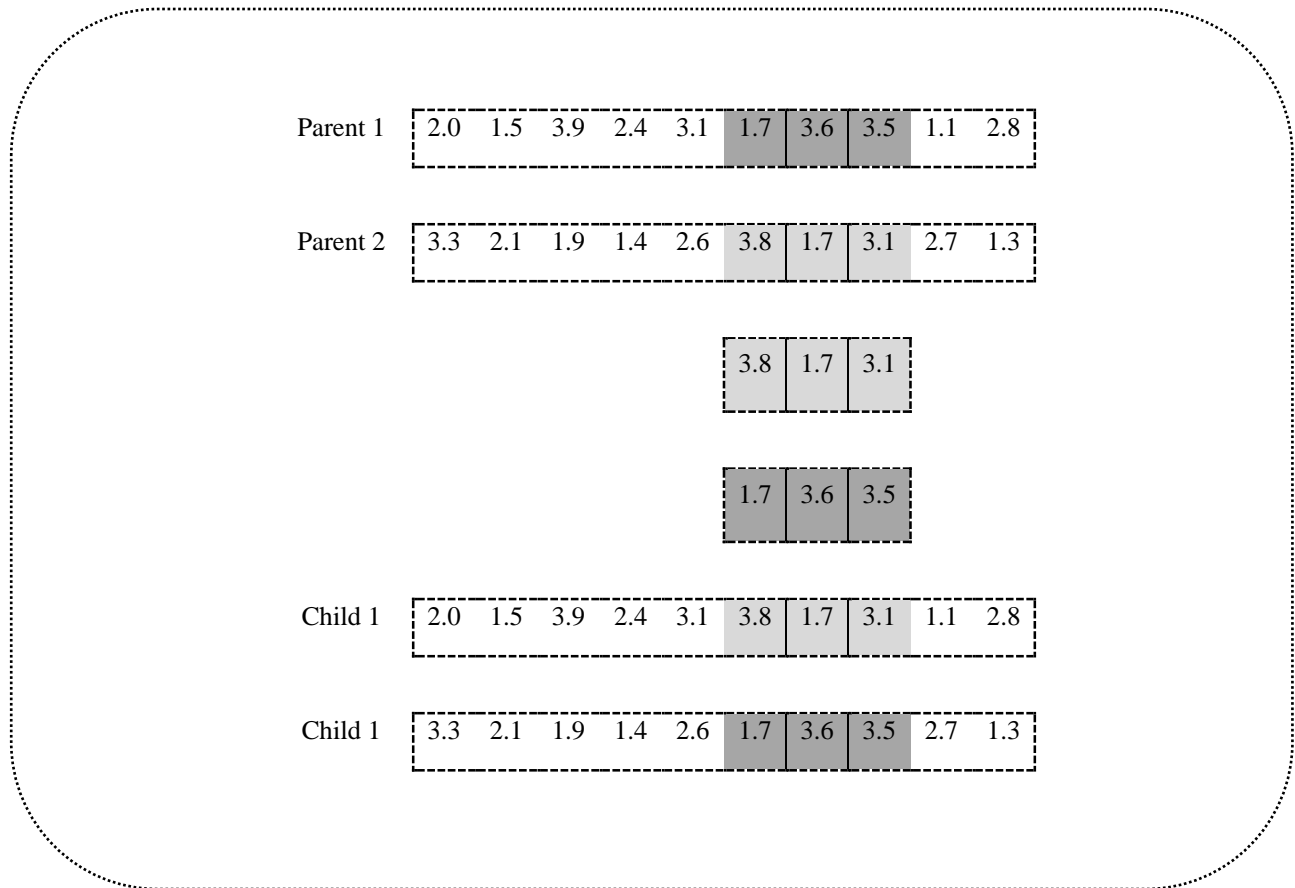 Parent 1 2.0 1.5 3.9 2.4 3.1 1.7 3.6 3.5 1.1 2.8
Parent 2 3.3 2.1 1.9 1.4 2.6 3.8 1.7 3.1 2.7 1.3
3.8 1.7 3.1
1.7 3.6 3.5
Child 1 2.0 1.5 3.9 2.4 3.1 3.8 1.7 3.1 1.1 2.8
Child 1 3.3 2.1 1.9 1.4 2.6 1.7 3.6 3.5 2.7 1.3